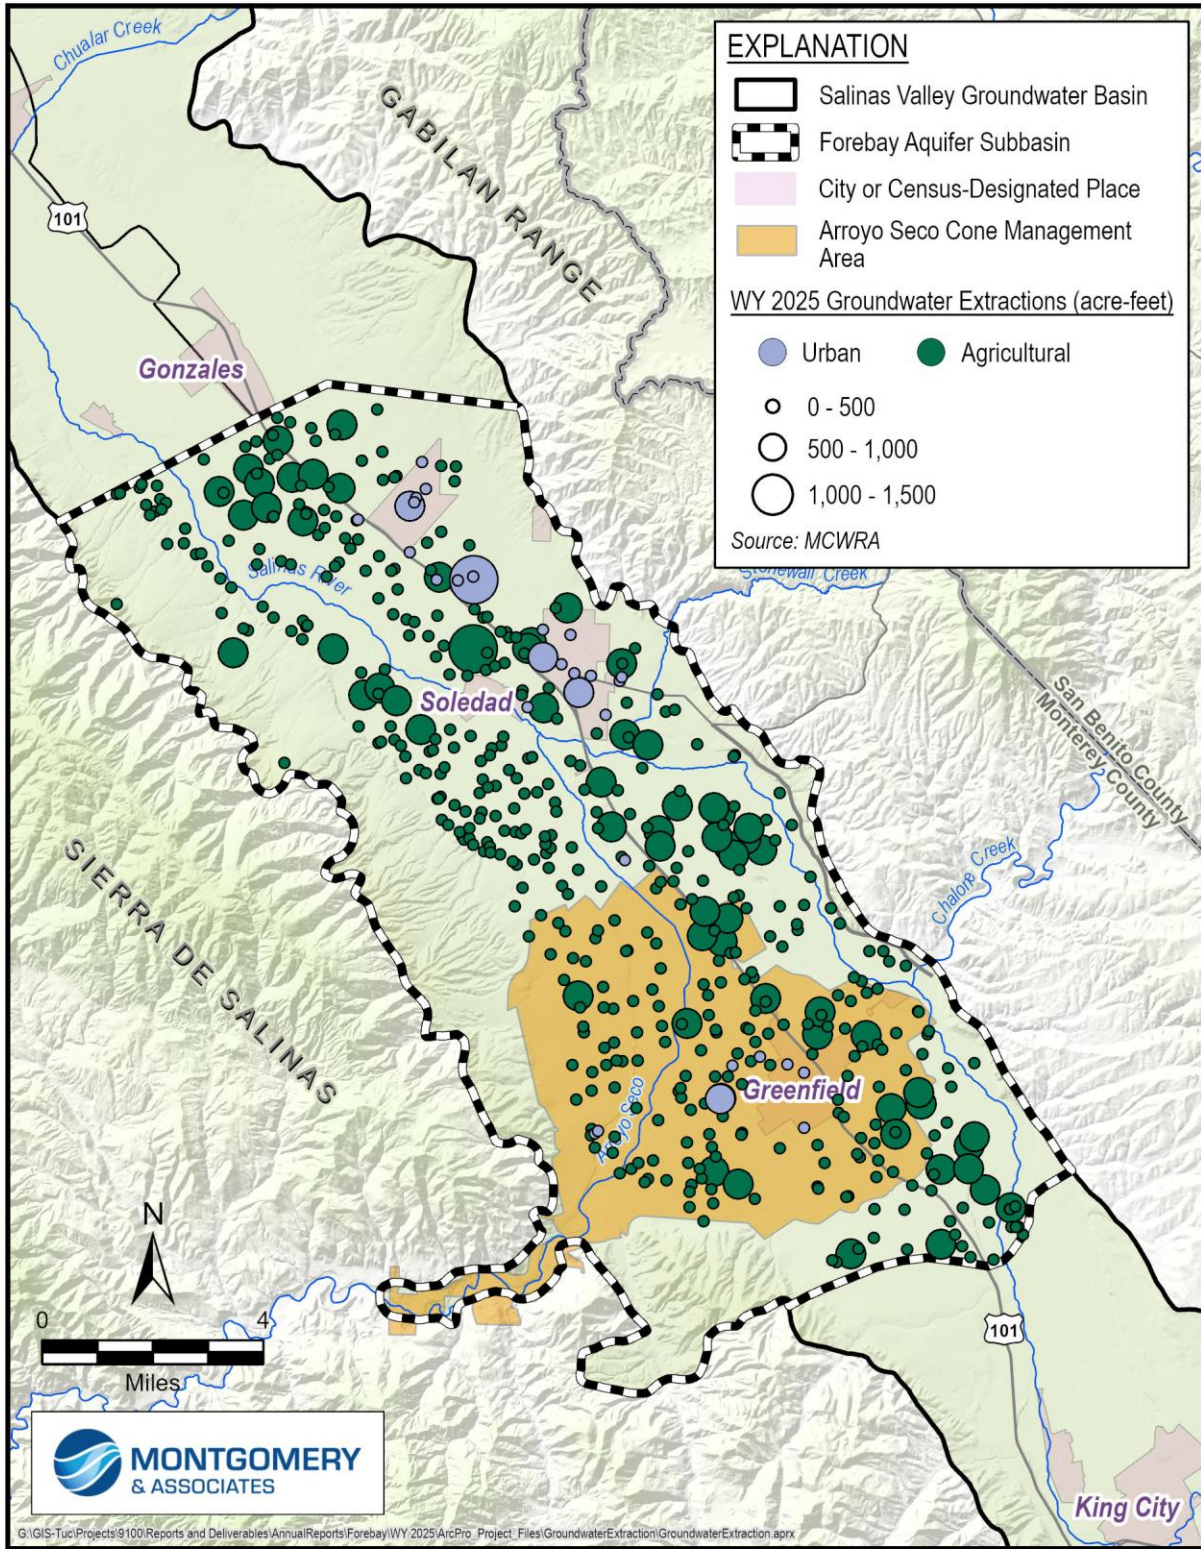 EXPLANATION
Salinas Valley Groundwater Basin
Forebay Aquifer Subbasin
City or Census-Designated Place
Arroyo Seco Cone Management
Area
WY 2025 Groundwater Extractions (acre-feet)
Urban
Agricultural
0 - 500
500 - 1,000
1,000 - 1,500
Source: MCWRA
Chualar Creek
GABILAN RANGE
101
Gonzales
Salinas River
Stonewall Creek
Soledad
San Benito County
Monterey County
SIERRA DE SALINAS
Chalone Creek
Arroyo Seco
Greenfield
N
0
4
Miles
101
King City
MONTGOMERY
& ASSOCIATES
G:\GIS-Tuc\Projects\9100\Reports and Deliverables\AnnualReports\Forebay\WY 2025\ArcPro_Project_Files\GroundwaterExtraction\GroundwaterExtraction.aprx